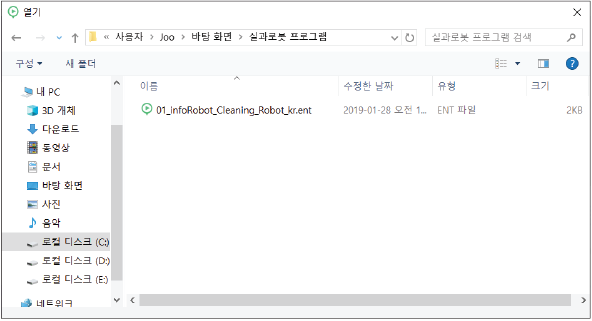 열기
« 사용자 > Joo > 바탕 화면 > 실과로봇 프로그램
실과로봇 프로그램 검색
구성
새 폴더
이름
수정한 날짜
유형
크기
01_infoRobot_Cleaning_Robot_kr.ent
2019-01-28 오전 1...
ENT 파일
2KB
내 PC
3D 개체
다운로드
동영상
문서
바탕 화면
사진
음악
로컬 디스크 (C:)
로컬 디스크 (D:)
로컬 디스크 (E:)
네트워크